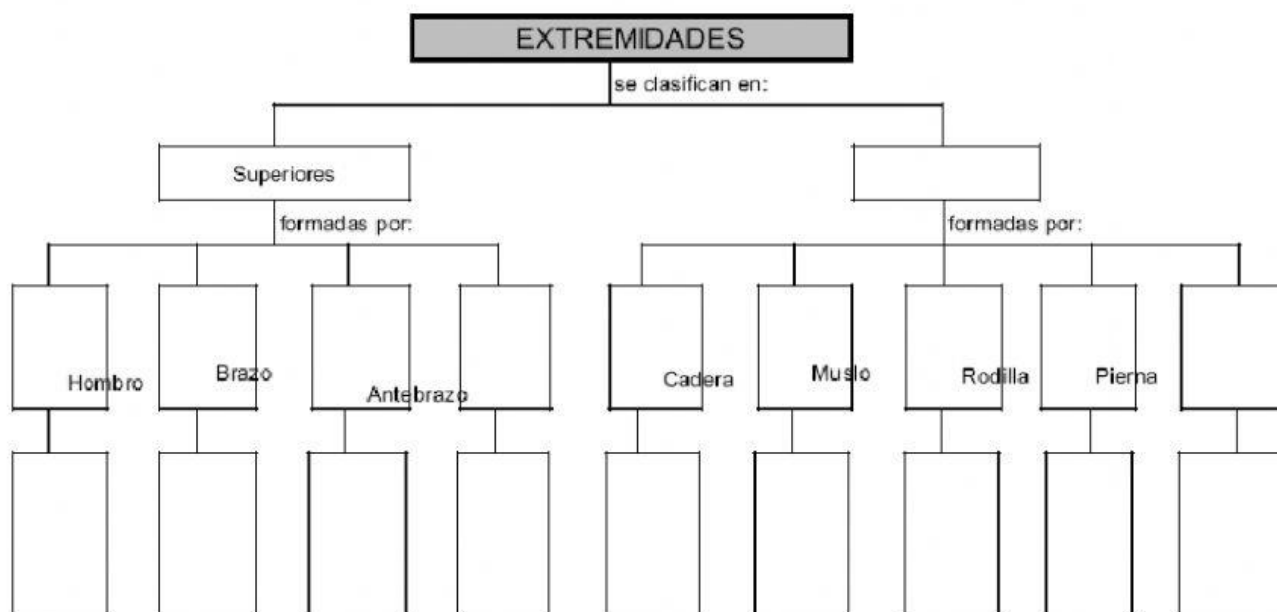 EXTREMIDADES
se clasifican en:
Superiores
formadas por:
formadas por:
Hombro
Brazo
Antebrazo
Cadera
Muslo
Rodilla
Pierna